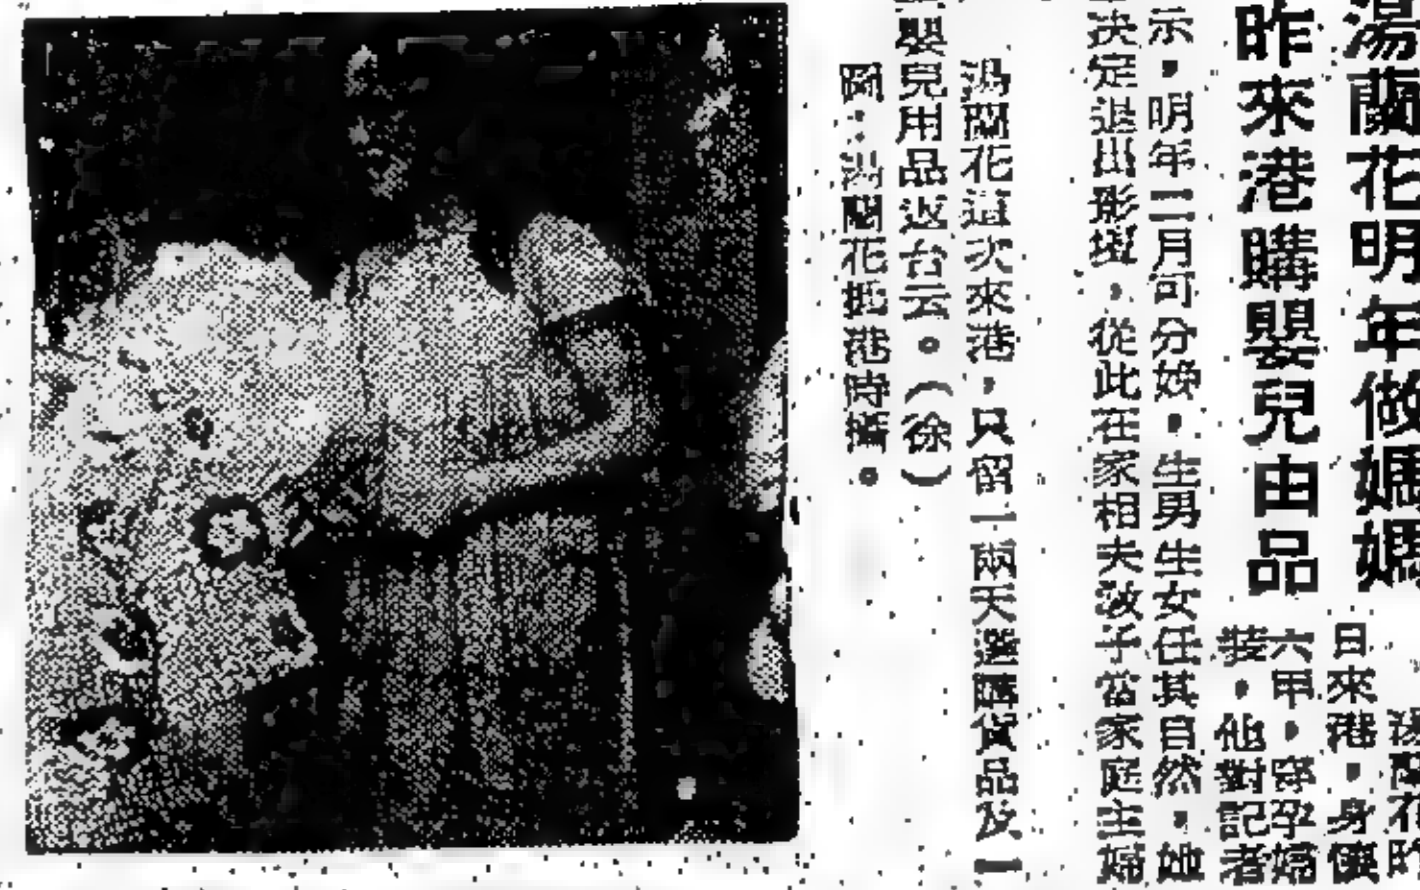 湯蘭花明年做媽媽
昨來港購嬰兒由品
湯蘭花昨
日來港,身懷
六甲,穿孕婦
裝,他對記者
示,明年二月可分娩,生男生女任其自然,她
決定退出影壇,從此在家相夫教子當家庭主婦
湯蘭花這次來港,只留一兩天選購貨品及一
嬰兒用品返台云。(徐)
圖:湯蘭花抵港時攝。